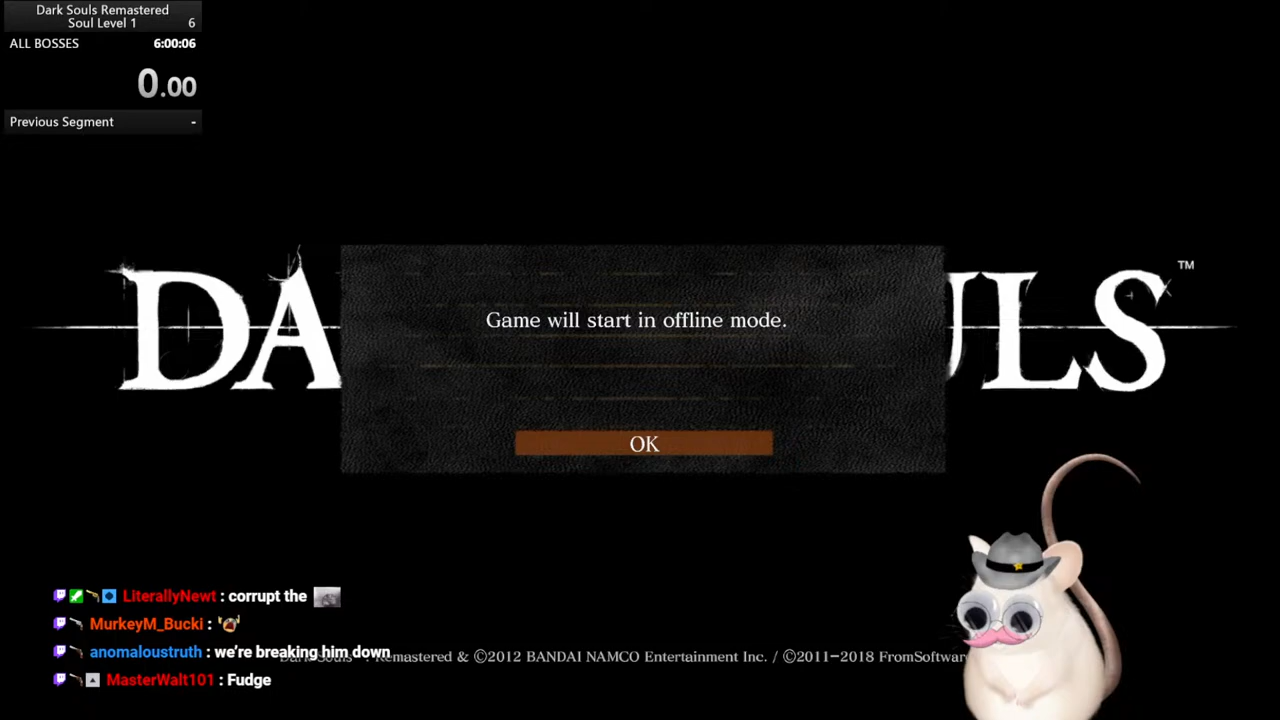 Dark Souls Remastered
Soul Level 1 6
ALL BOSSES 6:00:06
0.00
Previous Segment -
DA ULS ™
Game will start in offline mode.
OK
LiterallyNewt : corrupt the
MurkeyM_Bucki :
anomaloustruth : we're breaking him down
Dark Souls™: Remastered & ©2012 BANDAI NAMCO Entertainment Inc. / ©2011-2018 FromSoftware
MasterWalt101 : Fudge